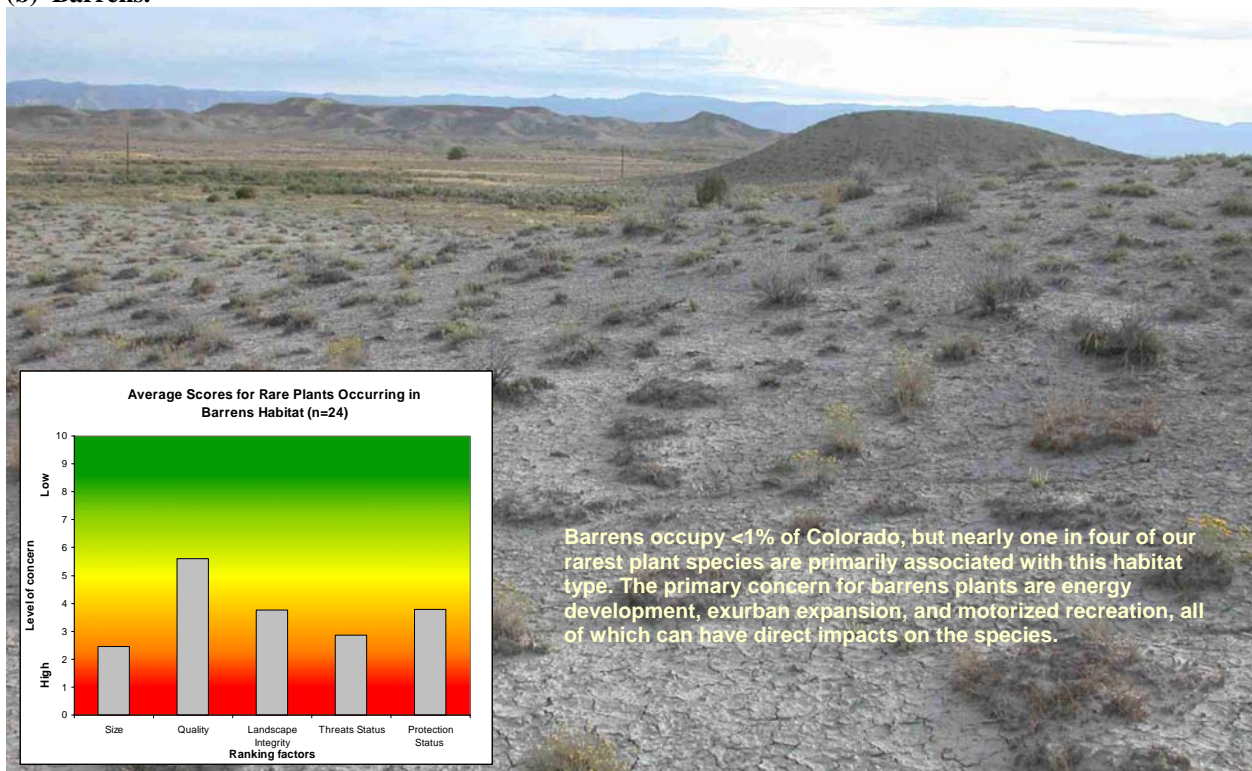 (b) Barrens.
Average Scores for Rare Plants Occurring in
Barrens Habitat (n=24)
10
9
8
7
6
5
4
3
2
1
0
Low
Level of concern
High
Size
Quality
Landscape
Integrity
Threats Status
Protection
Status
Ranking factors
Barrens occupy <1% of Colorado, but nearly one in four of our
rarest plant species are primarily associated with this habitat
type. The primary concern for barrens plants are energy
development, exurban expansion, and motorized recreation, all
of which can have direct impacts on the species.